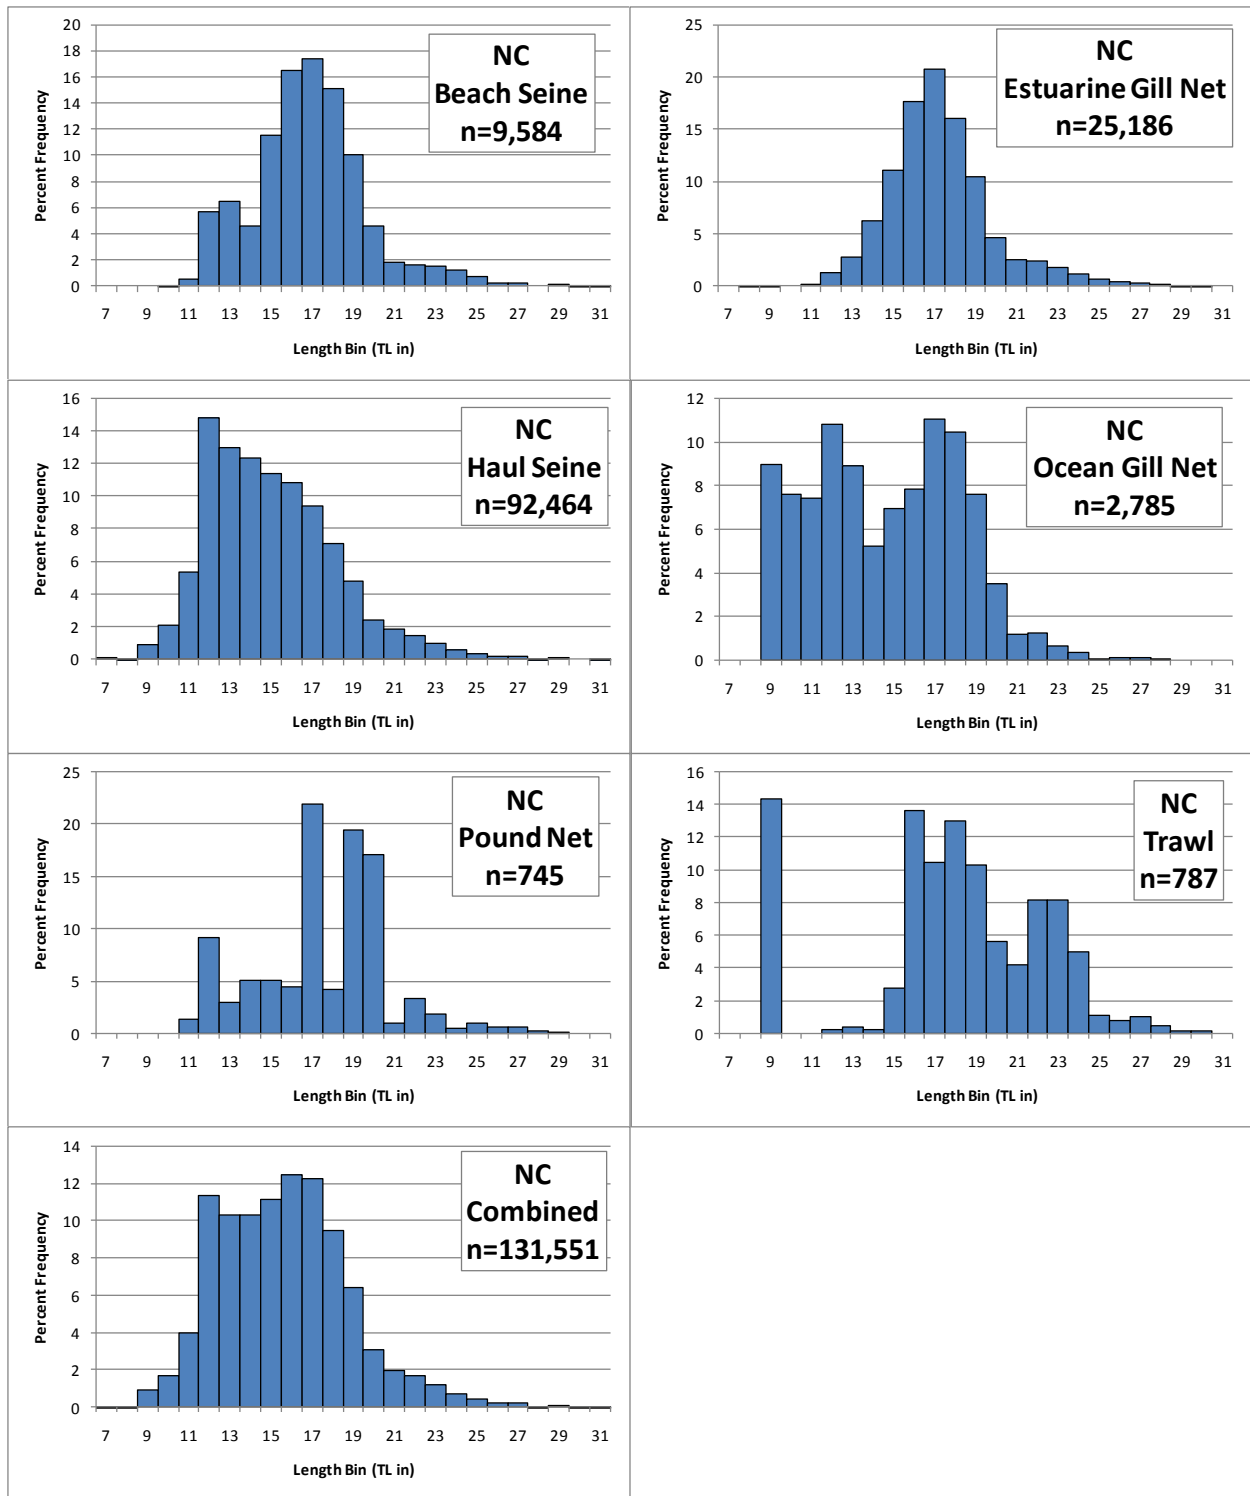 20
18
16
14
12
10
8
6
4
2
0
Percent Frequency
NC
Beach Seine
n=9,584
7 9 11 13 15 17 19 21 23 25 27 29 31
Length Bin (TL in)
25
20
15
10
5
0
Percent Frequency
NC
Estuarine Gill Net
n=25,186
7 9 11 13 15 17 19 21 23 25 27 29 31
Length Bin (TL in)
16
14
12
10
8
6
4
2
0
Percent Frequency
NC
Haul Seine
n=92,464
7 9 11 13 15 17 19 21 23 25 27 29 31
Length Bin (TL in)
12
10
8
6
4
2
0
Percent Frequency
NC
Ocean Gill Net
n=2,785
7 9 11 13 15 17 19 21 23 25 27 29 31
Length Bin (TL in)
25
20
15
10
5
0
Percent Frequency
NC
Pound Net
n=745
7 9 11 13 15 17 19 21 23 25 27 29 31
Length Bin (TL in)
16
14
12
10
8
6
4
2
0
Percent Frequency
NC
Trawl
n=787
7 9 11 13 15 17 19 21 23 25 27 29 31
Length Bin (TL in)
14
12
10
8
6
4
2
0
Percent Frequency
NC
Combined
n=131,551
7 9 11 13 15 17 19 21 23 25 27 29 31
Length Bin (TL in)